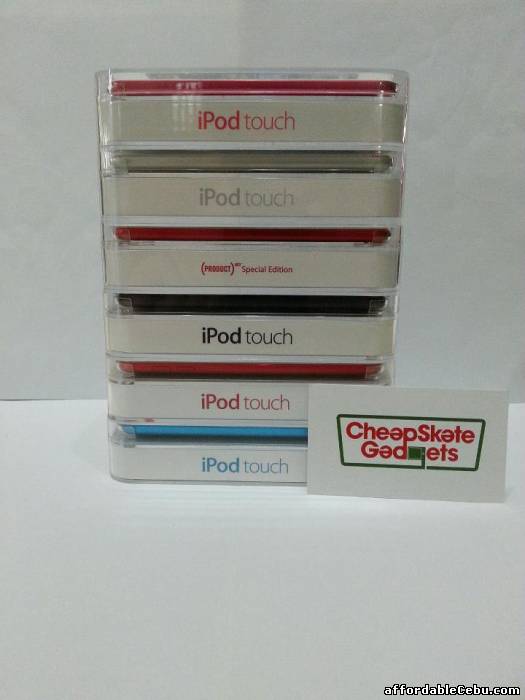 iPod touch
iPod touch
(PRODUCT)RED Special Edition
iPod touch
iPod touch
iPod touch
CheapSkate
Gadgets
affordableCebu.com